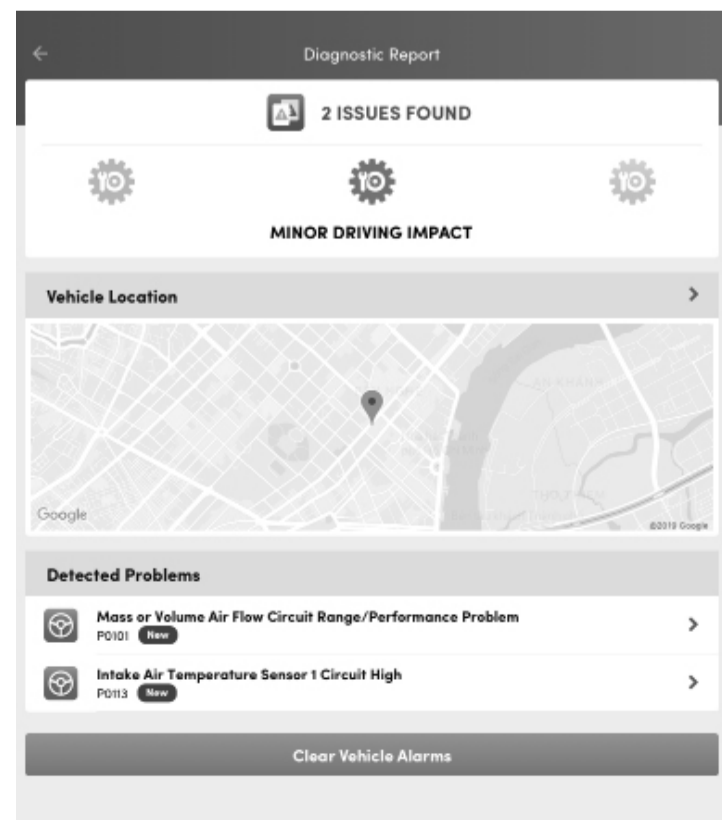 Diagnostic Report
2 ISSUES FOUND
MINOR DRIVING IMPACT
Vehicle Location
AN KHANH
Google
©2019 Google
Detected Problems
Mass or Volume Air Flow Circuit Range/Performance Problem
P0101 New
Intake Air Temperature Sensor 1 Circuit High
P0113 New
Clear Vehicle Alarms